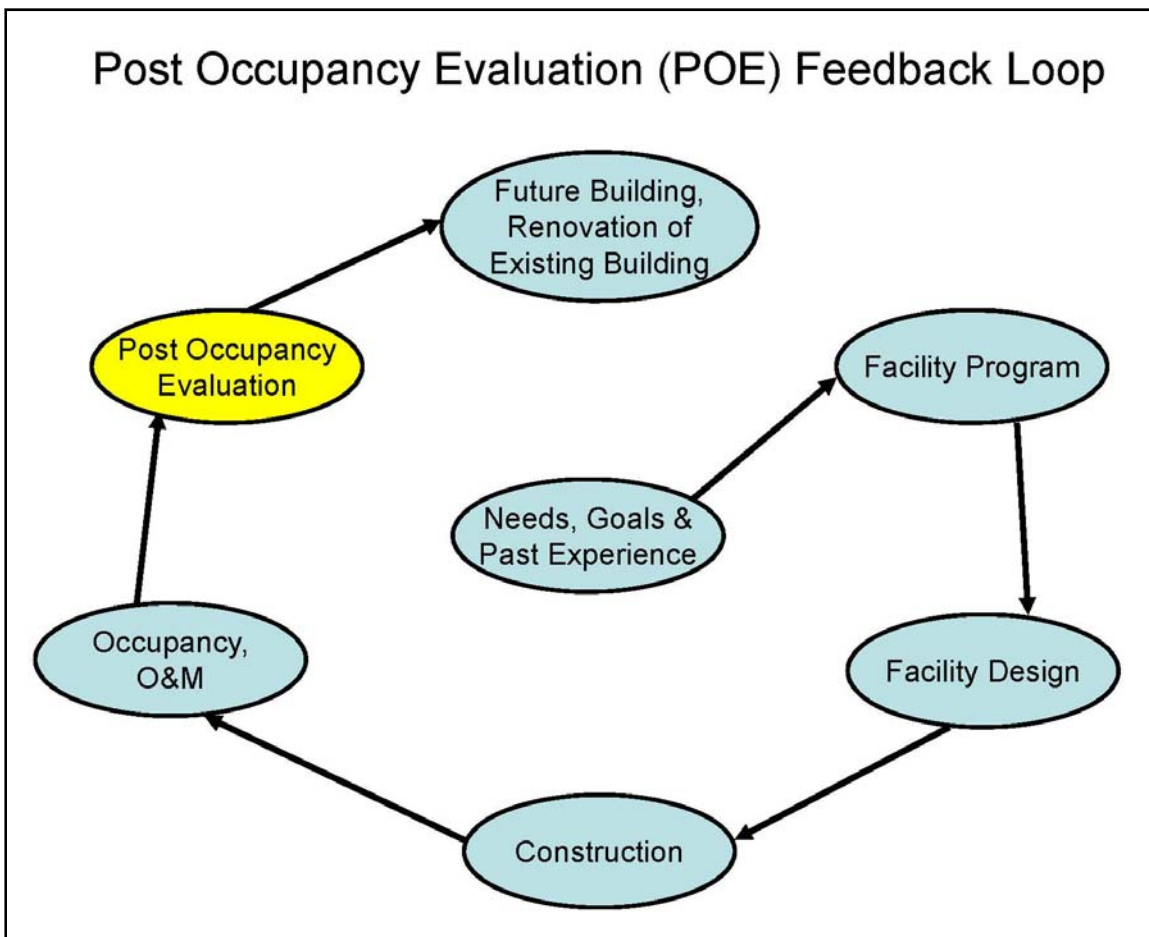 Post Occupancy Evaluation (POE) Feedback Loop
Future Building,
Renovation of
Existing Building
Post Occupancy
Evaluation
Facility Program
Needs, Goals &
Past Experience
Occupancy,
O&M
Facility Design
Construction